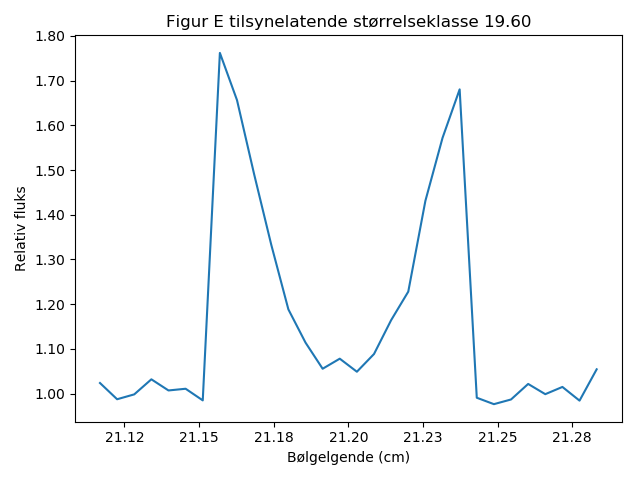 Figur E tilsynelatende størrelseklasse 19.60
1.80
1.70
1.60
1.50
1.40
1.30
1.20
1.10
1.00
Relativ fluks
21.12 21.15 21.18 21.20 21.23 21.25 21.28
Bølgelgende (cm)